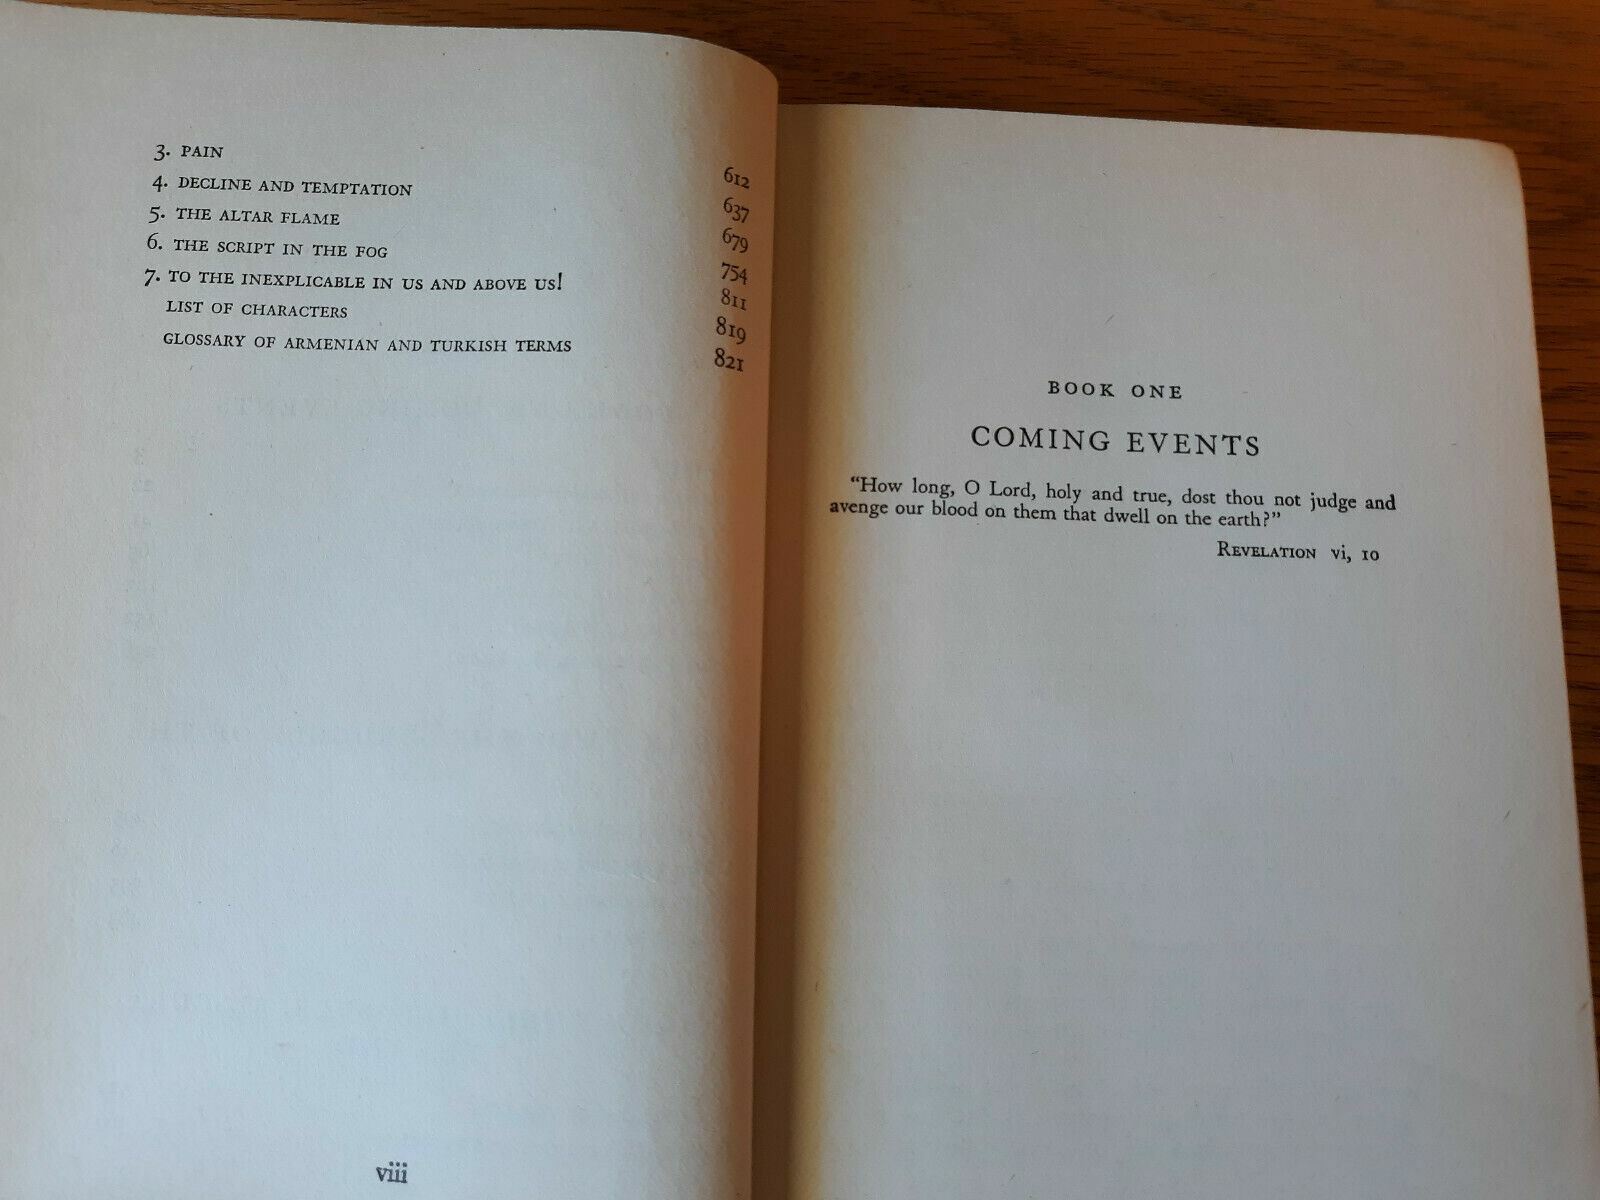 3. PAIN 612
4. DECLINE AND TEMPTATION 637
5. THE ALTAR FLAME 679
6. THE SCRIPT IN THE FOG 754
7. TO THE INEXPLICABLE IN US AND ABOVE US! 811
LIST OF CHARACTERS 819
GLOSSARY OF ARMENIAN AND TURKISH TERMS 821
viii
BOOK ONE
COMING EVENTS
“How long, O Lord, holy and true, dost thou not judge and
avenge our blood on them that dwell on the earth?”
REVELATION vi, 10